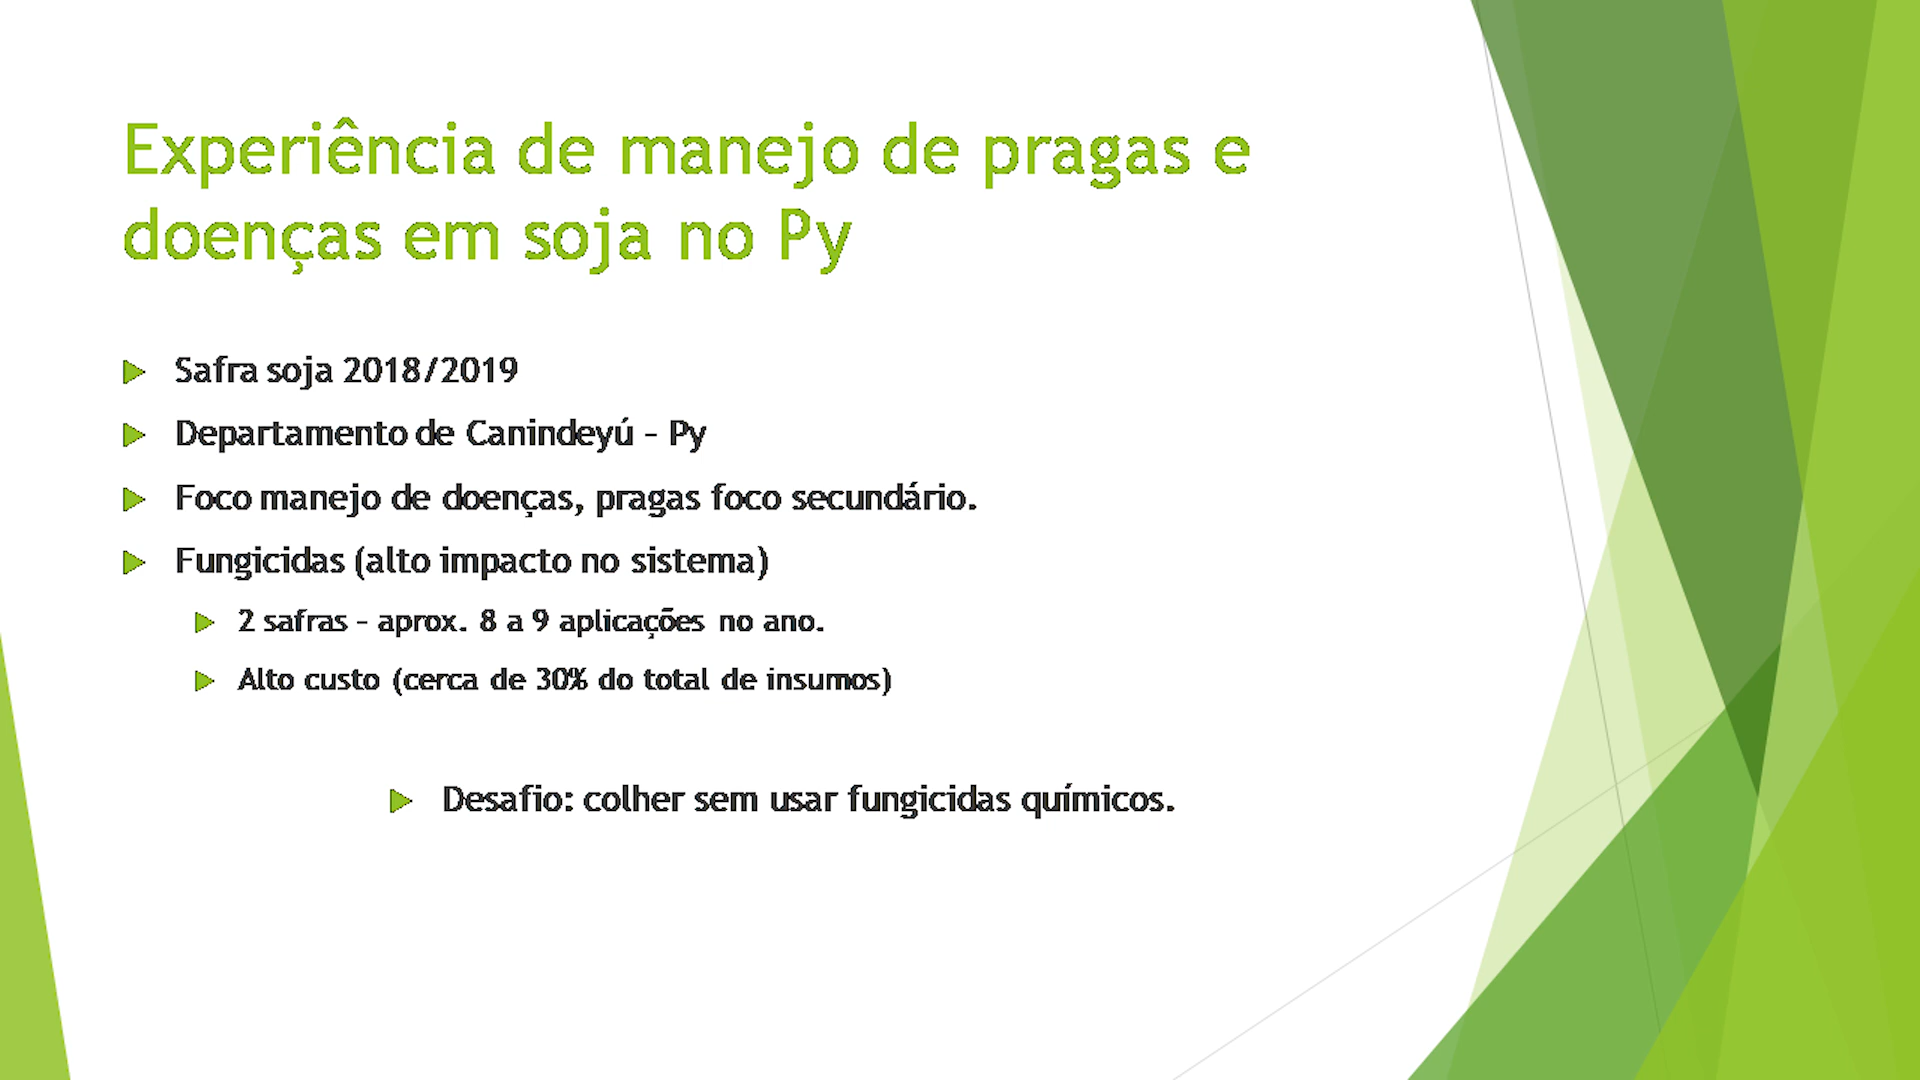 Experiência de manejo de pragas e
doenças em soja no Py
Safra soja 2018/2019
Departamento de Canindeyú – Py
Foco manejo de doenças, pragas foco secundário.
Fungicidas (alto impacto no sistema)
2 safras – aprox. 8 a 9 aplicações no ano.
Alto custo (cerca de 30% do total de insumos)
Desafio: colher sem usar fungicidas químicos.